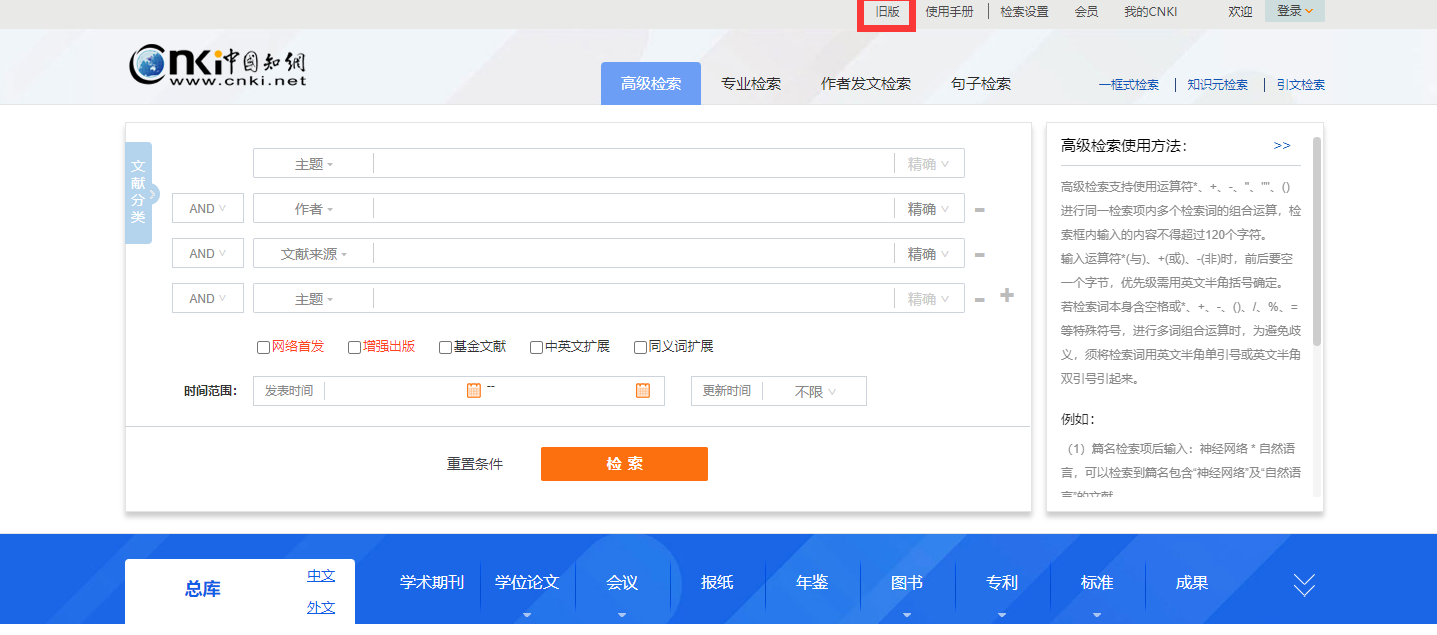 旧版 使用手册 检索设置 会员 我的CNKI 欢迎 登录
Cnki中国知网
www.cnki.net
高级检索 专业检索 作者发文检索 句子检索 一框式检索 知识元检索 引文检索
文献分类
主题 精确
AND 作者 精确
AND 文献来源 精确
AND 主题 精确
网络首发 增强出版 基金文献 中英文扩展 同义词扩展
时间范围： 发表时间 -- 更新时间 不限
重置条件 检索
高级检索使用方法： >>
高级检索支持使用运算符*、+、-、''、""、()
进行同一检索项内多个检索词的组合运算，检
索框内输入的内容不得超过120个字符。
输入运算符*(与)、+(或)、-(非)时，前后要空
一个字节，优先级需用英文半角括号确定。
若检索词本身含空格或*、+、-、()、/、%、=
等特殊符号，进行多词组合运算时，为避免歧
义，须将检索词用英文半角单引号或英文半角
双引号引起来。
例如：
（1）篇名检索项后输入：神经网络 * 自然语
言，可以检索到篇名包含“神经网络”及“自然语
言”的文献
总库 中文
外文
学术期刊 学位论文 会议 报纸 年鉴 图书 专利 标准 成果